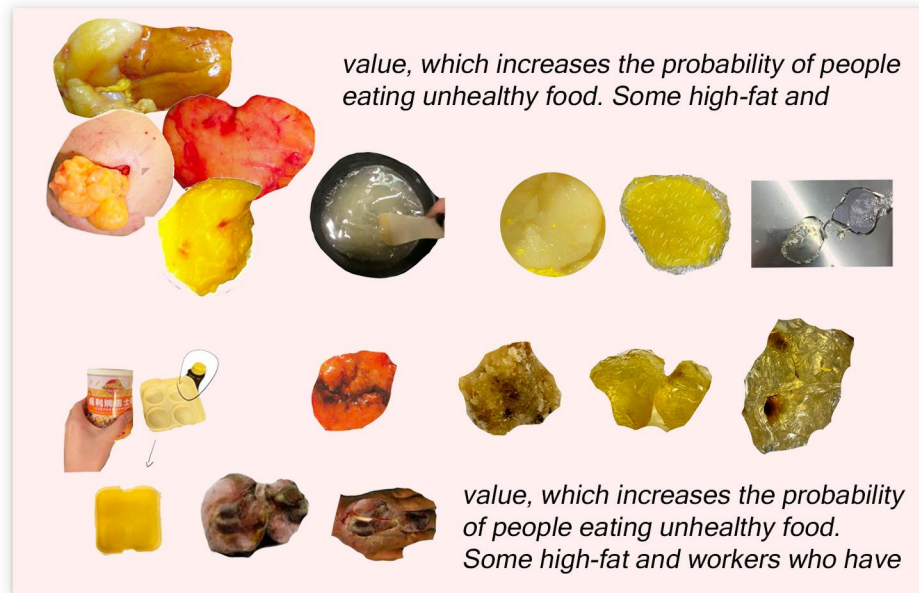 value, which increases the probability of people
eating unhealthy food. Some high-fat and
value, which increases the probability
of people eating unhealthy food.
Some high-fat and workers who have